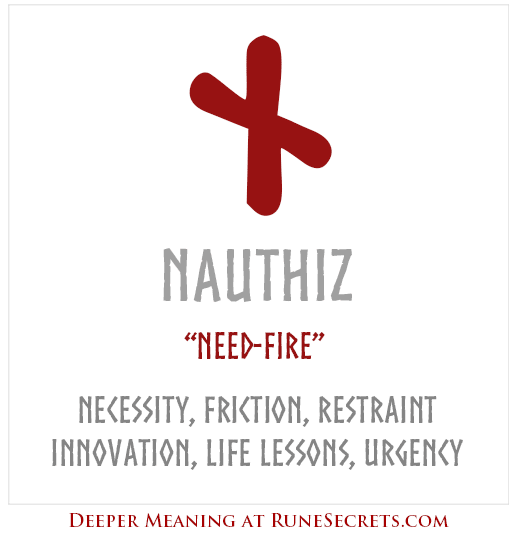 NAUTHIZ
“NEED-FIRE”
NECESSITY, FRICTION, RESTRAINT
INNOVATION, LIFE LESSONS, URGENCY
Deeper Meaning at RuneSecrets.com